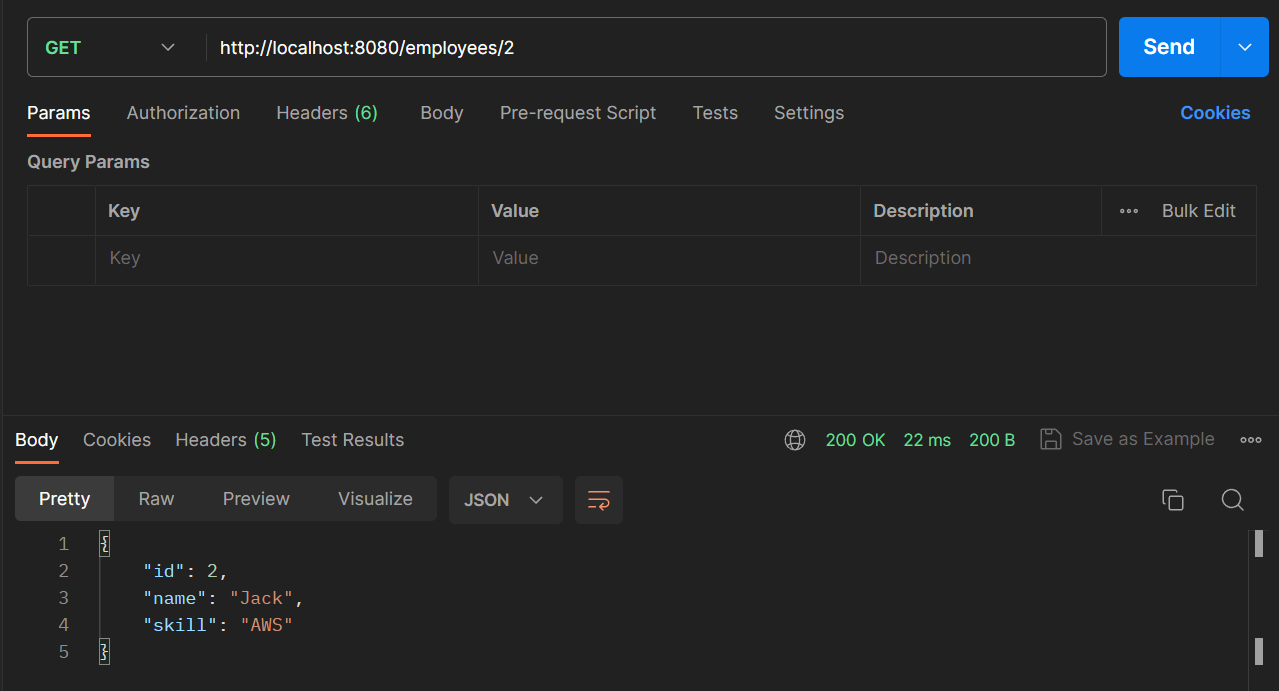 GET http://localhost:8080/employees/2 Send
Params Authorization Headers (6) Body Pre-request Script Tests Settings Cookies
Query Params
Key Value Description Bulk Edit
Key Value Description
Body Cookies Headers (5) Test Results 200 OK 22 ms 200 B Save as Example
Pretty Raw Preview Visualize JSON
1 {
2 "id": 2,
3 "name": "Jack",
4 "skill": "AWS"
5 }